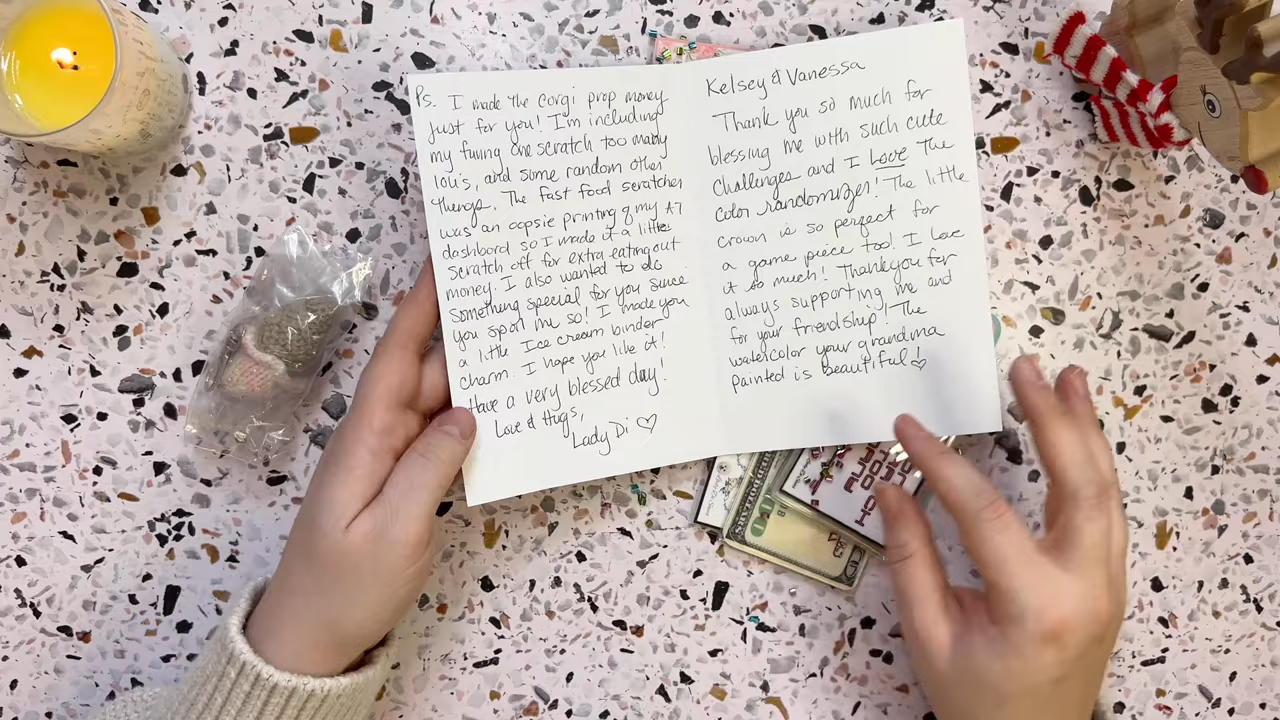 Ps. I made the corgi prop money
just for you! I'm including
my fuving one scratch too many
lol's, and some random other
things. The fast food scratches
was an oopsie printing of my A7
dashbord so I made it a little
scratch off for extra eating out
money. I also wanted to do
something special for you since
you spoil me so! I made you
a little Ice cream binder
charm. I hope you like it!
Have a very blessed day!
Love & Hugs,
Lady Di ♡
Kelsey & Vanessa
Thank you so much for
blessing me with such cute
challenges and I Love The
color randomizer! The little
crown is so perfect for
a game piece too! I love
it so much! Thank you for
always supporting me and
for your friendship! The
watercolor your grandma
painted is beautiful! ♡
100